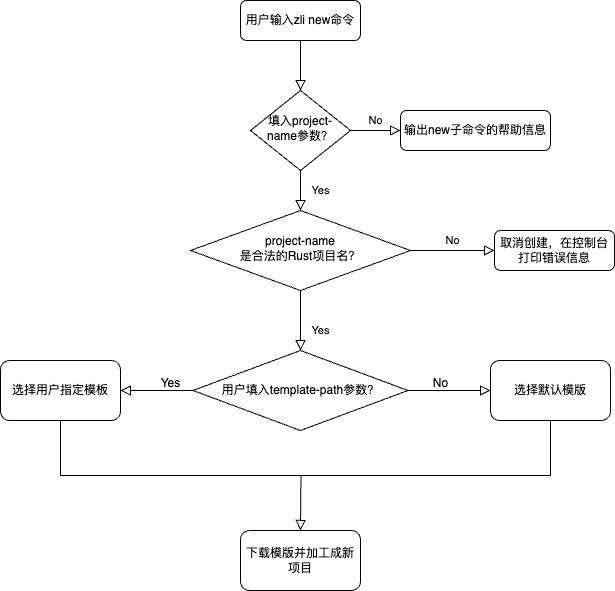 用户输入zli new命令
填入project-
name参数?
No
输出new子命令的帮助信息
Yes
project-name
是合法的Rust项目名?
No
取消创建，在控制台
打印错误信息
Yes
选择用户指定模板
Yes
用户填入template-path参数?
No
选择默认模版
下载模版并加工成新
项目